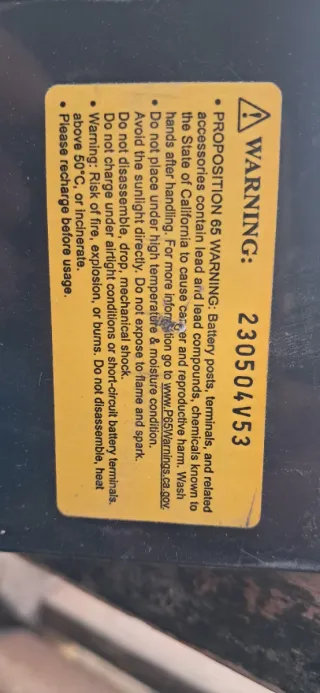 WARNING: 230504V53
• PROPOSITION 65 WARNING: Battery posts, terminals, and related
accessories contain lead and lead compounds, chemicals known to
the State of California to cause cancer and reproductive harm. Wash
hands after handling. For more information go to www.P65Warnings.ca.gov.
• Do not place under high temperature & moisture condition.
Avoid the sunlight directly. Do not expose to flame and spark.
Do not disassemble, drop, mechanical shock.
Do not charge under airtight conditions or short-circuit battery terminals.
• Warning: Risk of fire, explosion, or burns. Do not disassemble, heat
above 50°C, or incinerate.
• Please recharge before usage.